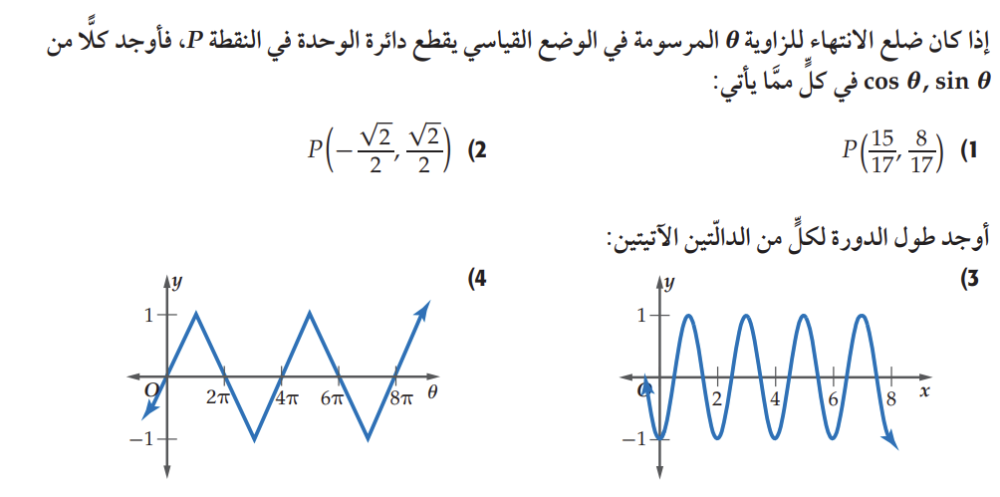 إذا كان ضلع الانتهاء للزاوية θ المرسومة في الوضع القياسي يقطع دائرة الوحدة في النقطة P، فأوجد كلًّا من
cos θ, sin θ في كلٍّ ممَّا يأتي:
(1 P(15/17, 8/17)
(2 P(−√2/2, √2/2)
أوجد طول الدورة لكلٍّ من الدالّتين الآتيتين:
(3
y
1
O
2 4 6 8 x
−1
(4
y
1
O
2π 4π 6π 8π θ
−1